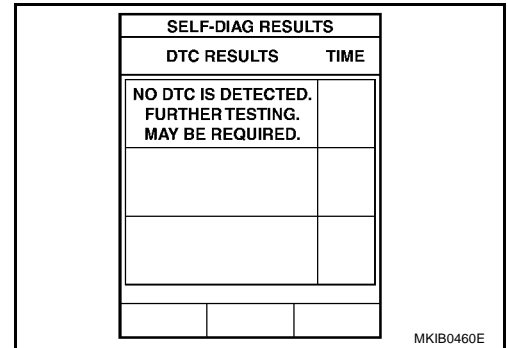 SELF-DIAG RESULTS
DTC RESULTS TIME
NO DTC IS DETECTED.
FURTHER TESTING.
MAY BE REQUIRED.
MKIB0460E